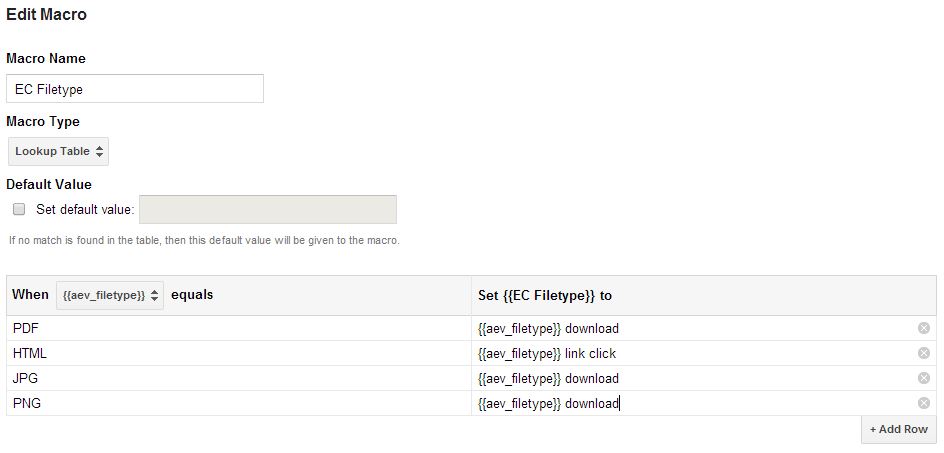 Edit Macro
Macro Name
EC Filetype
Macro Type
Lookup Table
Default Value
Set default value:
If no match is found in the table, then this default value will be given to the macro.
When {{aev_filetype}} equals Set {{EC Filetype}} to
PDF {{aev_filetype}} download
HTML {{aev_filetype}} link click
JPG {{aev_filetype}} download
PNG {{aev_filetype}} download
+ Add Row